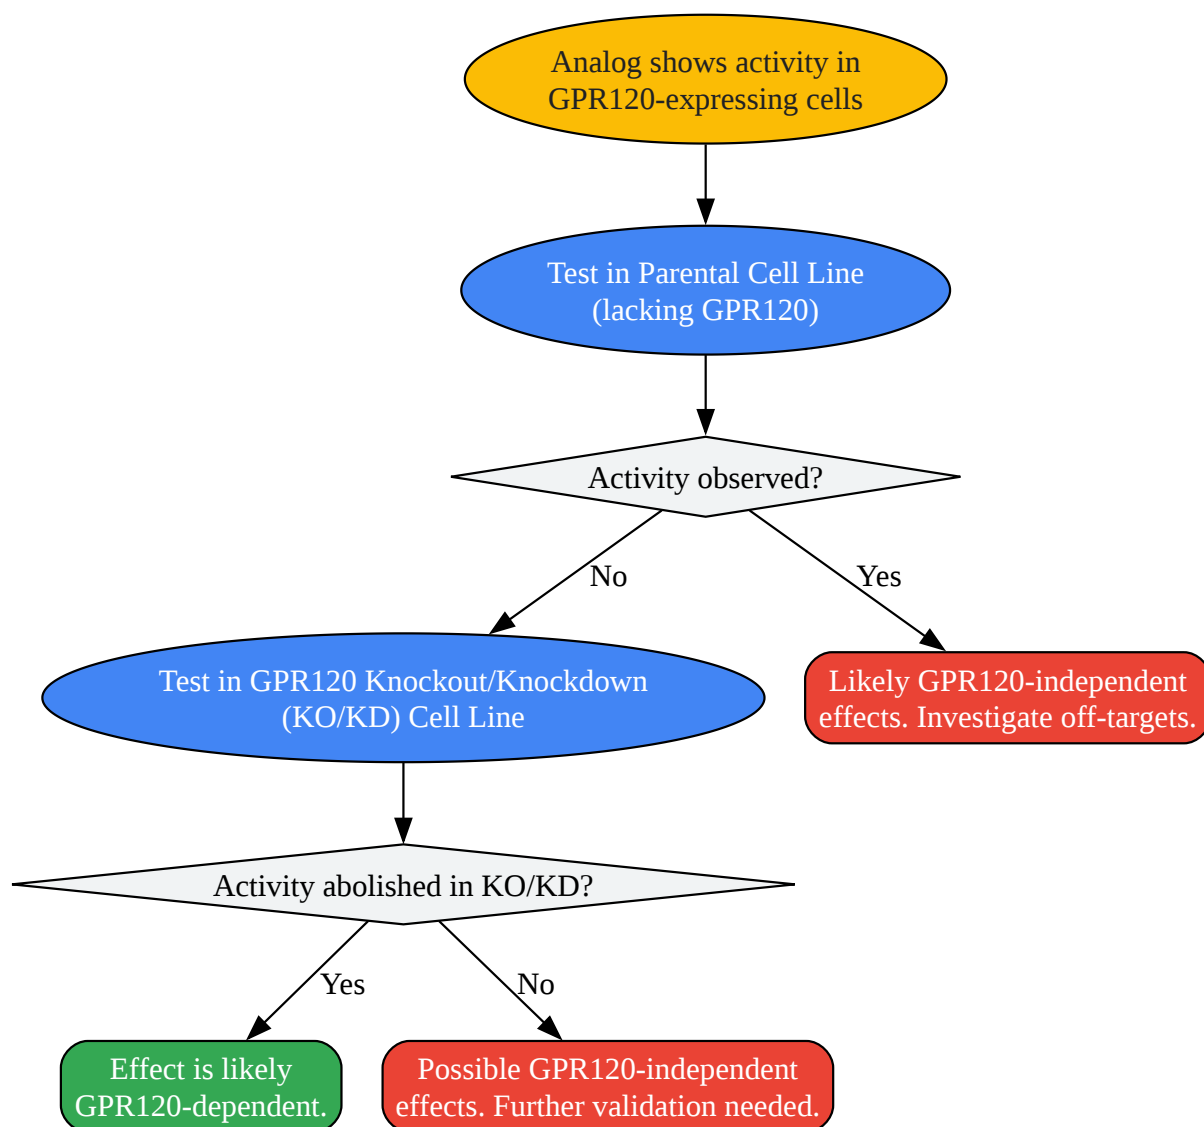 Analog shows activity in
GPR120-expressing cells
Test in Parental Cell Line
(lacking GPR120)
Activity observed?
No
Yes
Test in GPR120 Knockout/Knockdown
(KO/KD) Cell Line
Likely GPR120-independent
effects. Investigate off-targets.
Activity abolished in KO/KD?
Yes
No
Effect is likely
GPR120-dependent.
Possible GPR120-independent
effects. Further validation needed.